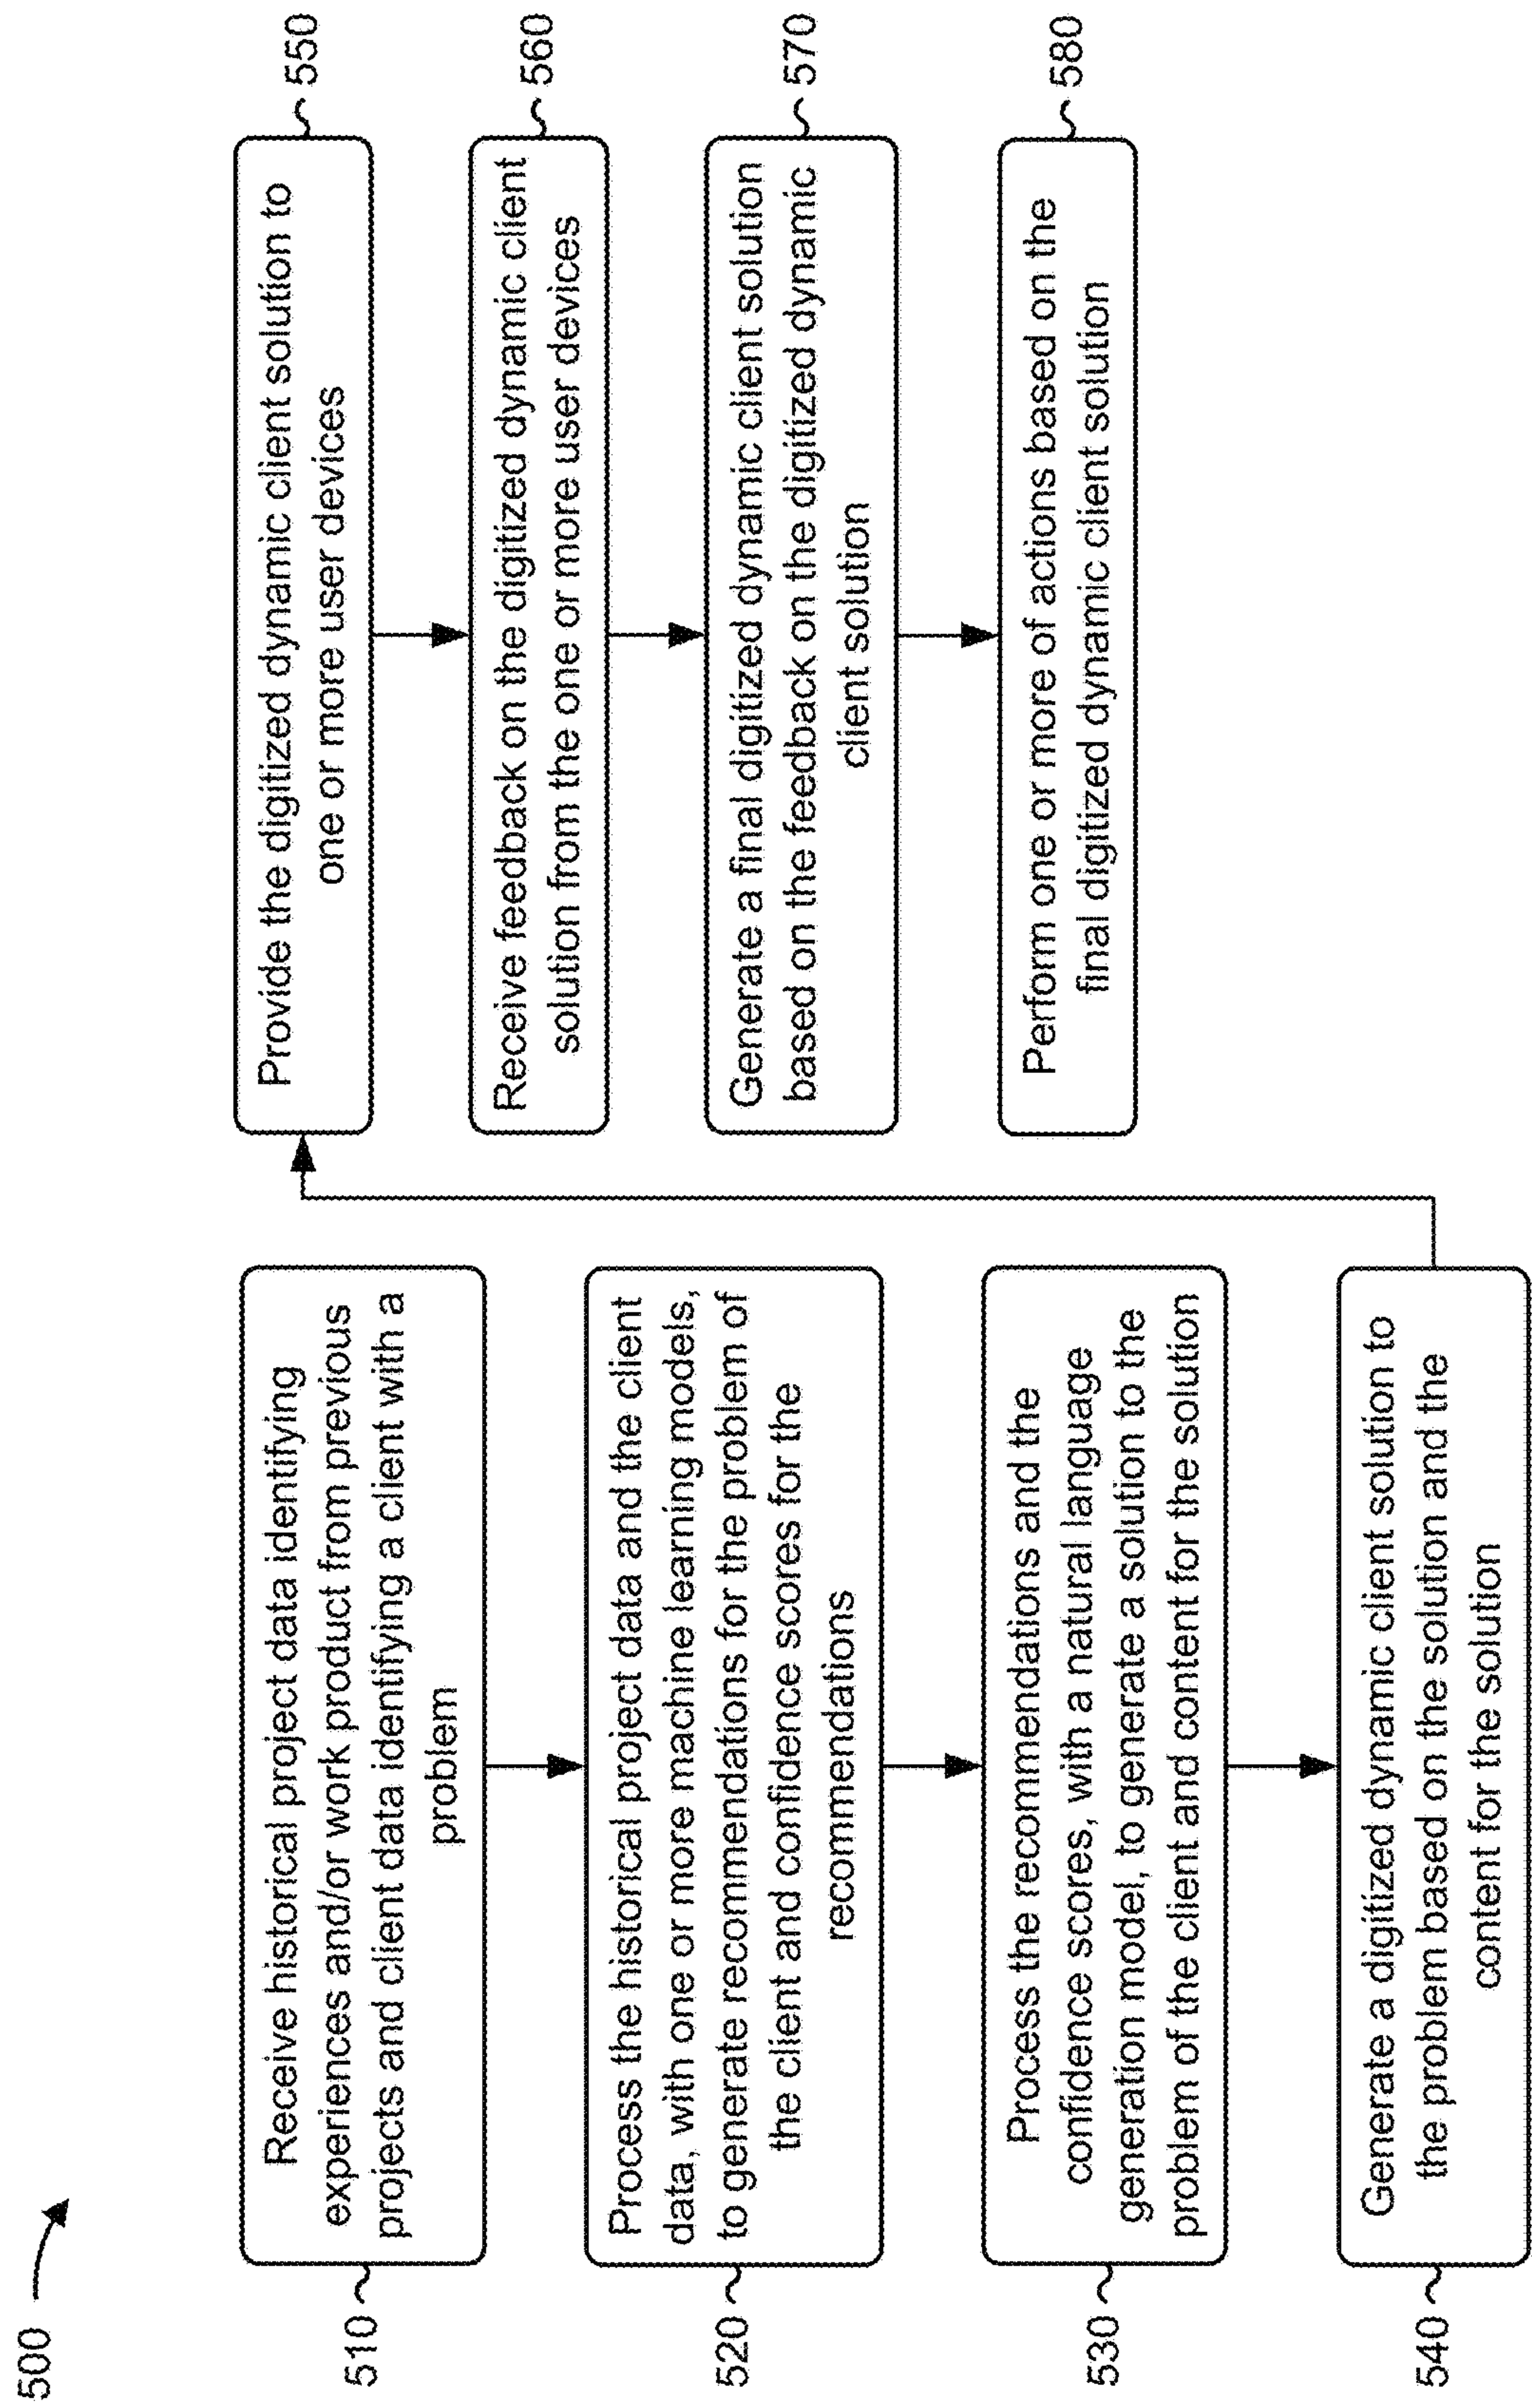 500
510
Receive historical project data identifying
experiences and/or work product from previous
projects and client data identifying a client with a
problem
520
Process the historical project data and the client
data, with one or more machine learning models,
to generate recommendations for the problem of
the client and confidence scores for the
recommendations
530
Process the recommendations and the
confidence scores, with a natural language
generation model, to generate a solution to the
problem of the client and content for the solution
540
Generate a digitized dynamic client solution to
the problem based on the solution and the
content for the solution
550
Provide the digitized dynamic client solution to
one or more user devices
560
Receive feedback on the digitized dynamic client
solution from the one or more user devices
570
Generate a final digitized dynamic client solution
based on the feedback on the digitized dynamic
client solution
580
Perform one or more of actions based on the
final digitized dynamic client solution